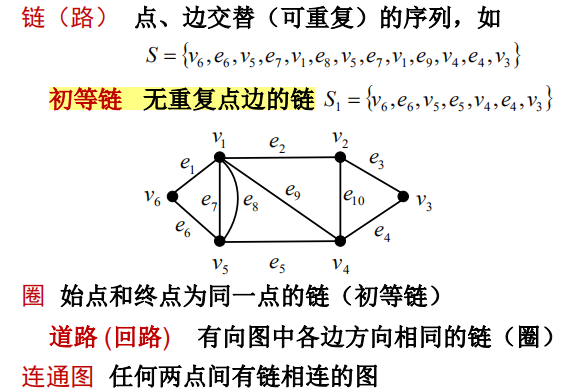 链（路） 点、边交替（可重复）的序列，如
S = {v₆, e₆, v₅, e₇, v₁, e₈, v₅, e₇, v₁, e₉, v₄, e₄, v₃}
初等链 无重复点边的链 S₁ = {v₆, e₆, v₅, e₅, v₄, e₄, v₃}
v₁ v₂
e₂
e₁ e₃
v₆ e₇ e₈ e₉ e₁₀ v₃
e₆ e₄
v₅ e₅ v₄
圈 始点和终点为同一点的链（初等链）
道路 (回路) 有向图中各边方向相同的链（圈）
连通图 任何两点间有链相连的图